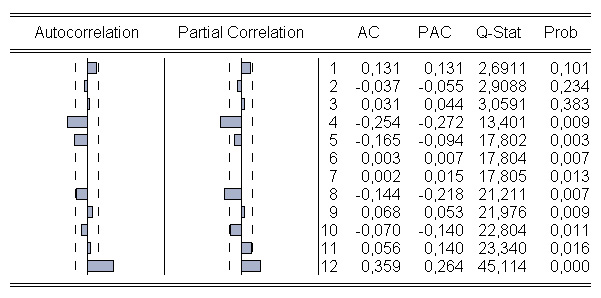 Autocorrelation Partial Correlation AC PAC Q-Stat Prob
1 0,131 0,131 2,6911 0,101
2 -0,037 -0,055 2,9088 0,234
3 0,031 0,044 3,0591 0,383
4 -0,254 -0,272 13,401 0,009
5 -0,165 -0,094 17,802 0,003
6 0,003 0,007 17,804 0,007
7 0,002 0,015 17,805 0,013
8 -0,144 -0,218 21,211 0,007
9 0,068 0,053 21,976 0,009
10 -0,070 -0,140 22,804 0,011
11 0,056 0,140 23,340 0,016
12 0,359 0,264 45,114 0,000